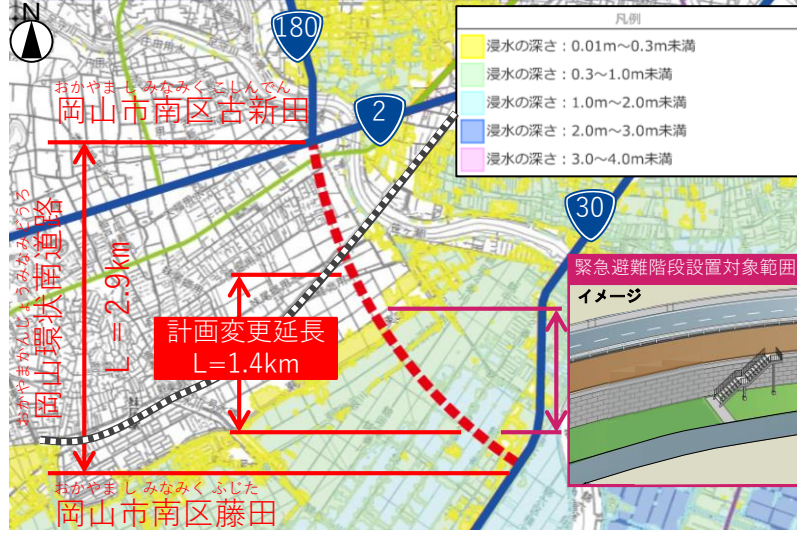 N
180
凡例
浸水の深さ：0.01m～0.3m未満
浸水の深さ：0.3～1.0m未満
浸水の深さ：1.0m～2.0m未満
浸水の深さ：2.0m～3.0m未満
浸水の深さ：3.0～4.0m未満
おかやま し みなみく こしんでん
岡山市南区古新田
2
30
おかやまかんじょうみなみどうろ
岡山環状南道路
L＝2.9km
計画変更延長
L=1.4km
緊急避難階段設置対象範囲
イメージ
おかやま し みなみく ふじた
岡山市南区藤田